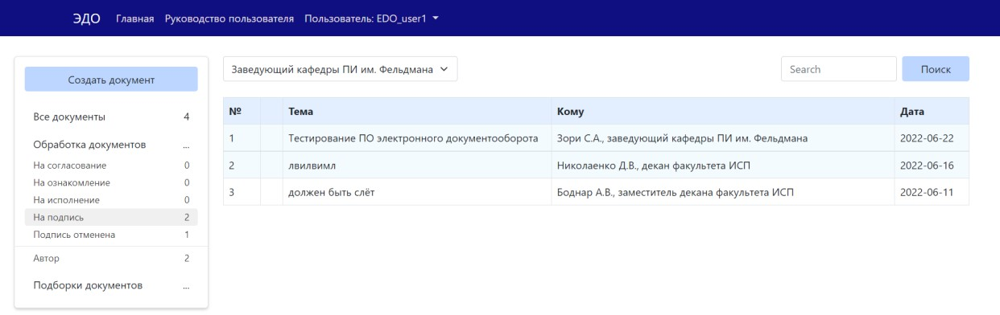 ЭДО Главная Руководство пользователя Пользователь: EDO_user1
Создать документ
Все документы 4
Обработка документов ...
На согласование 0
На ознакомление 0
На исполнение 0
На подпись 2
Подпись отменена 1
Автор 2
Подборки документов ...
Заведующий кафедры ПИ им. Фельдмана
Search Поиск
№ Тема Кому Дата
1 Тестирование ПО электронного документооборота Зори С.А., заведующий кафедры ПИ им. Фельдмана 2022-06-22
2 лвилвимл Николаенко Д.В., декан факультета ИСП 2022-06-16
3 должен быть слёт Боднар А.В., заместитель декана факультета ИСП 2022-06-11